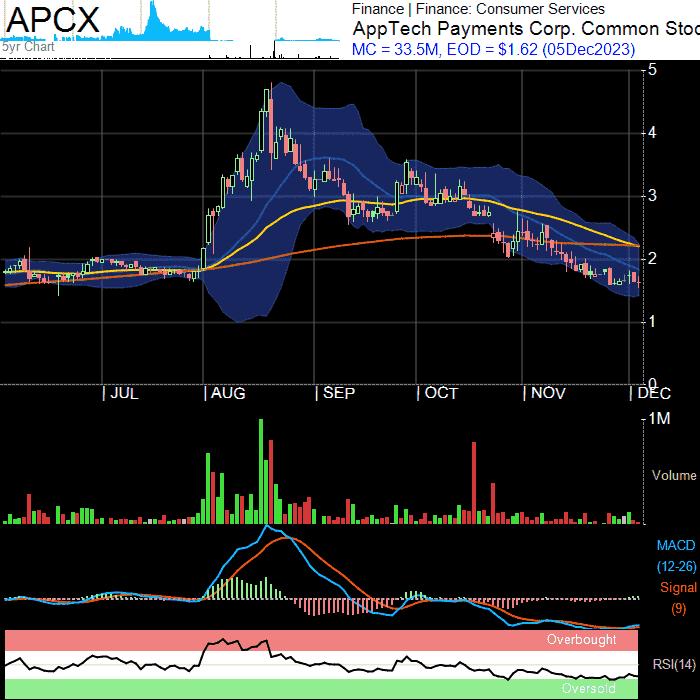 APCX
5yr Chart
Finance | Finance: Consumer Services
AppTech Payments Corp. Common Stoc
MC = 33.5M, EOD = $1.62 (05Dec2023)
5
4
3
2
1
0
| JUL | AUG | SEP | OCT | NOV | DEC
1M
Volume
MACD
(12-26)
Signal
(9)
Overbought
RSI(14)
Oversold